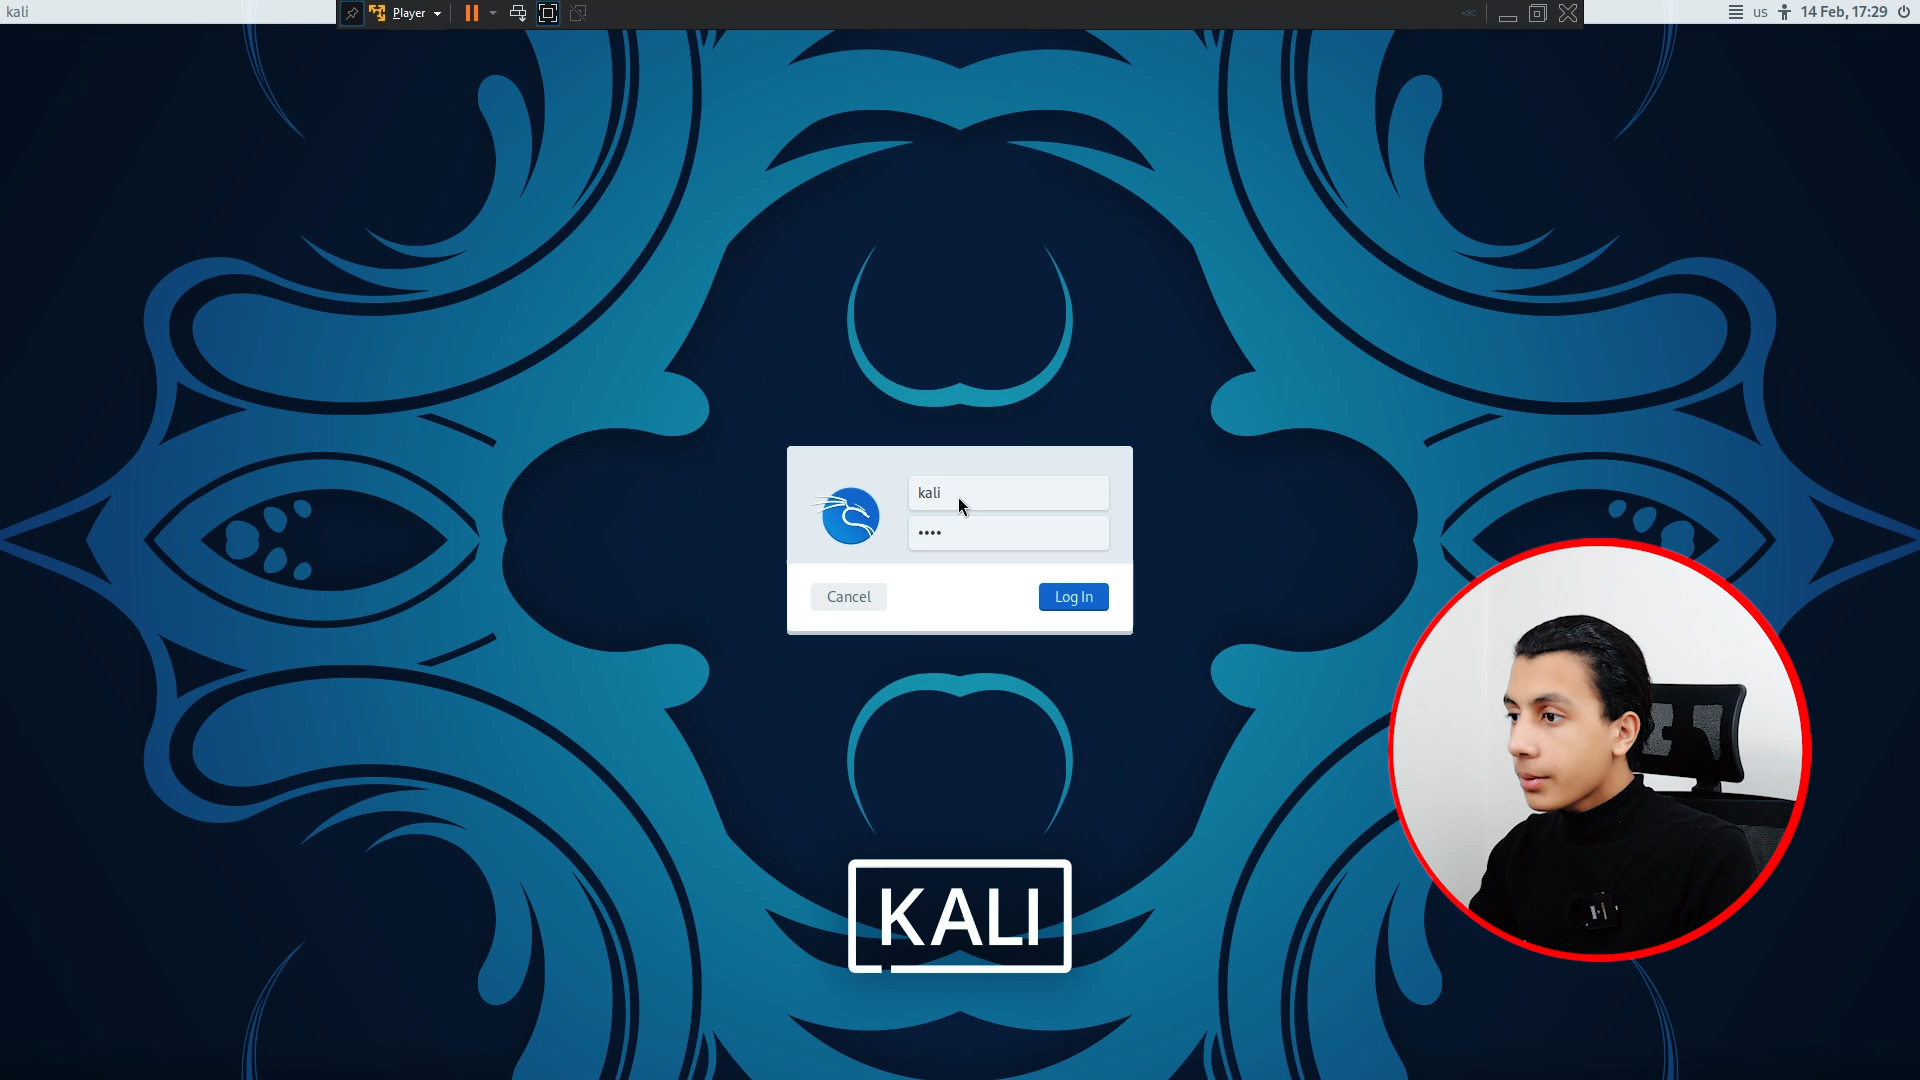 kali
Player
<<
us
14 Feb, 17:29
kali
••••
Cancel
Log In
KALI